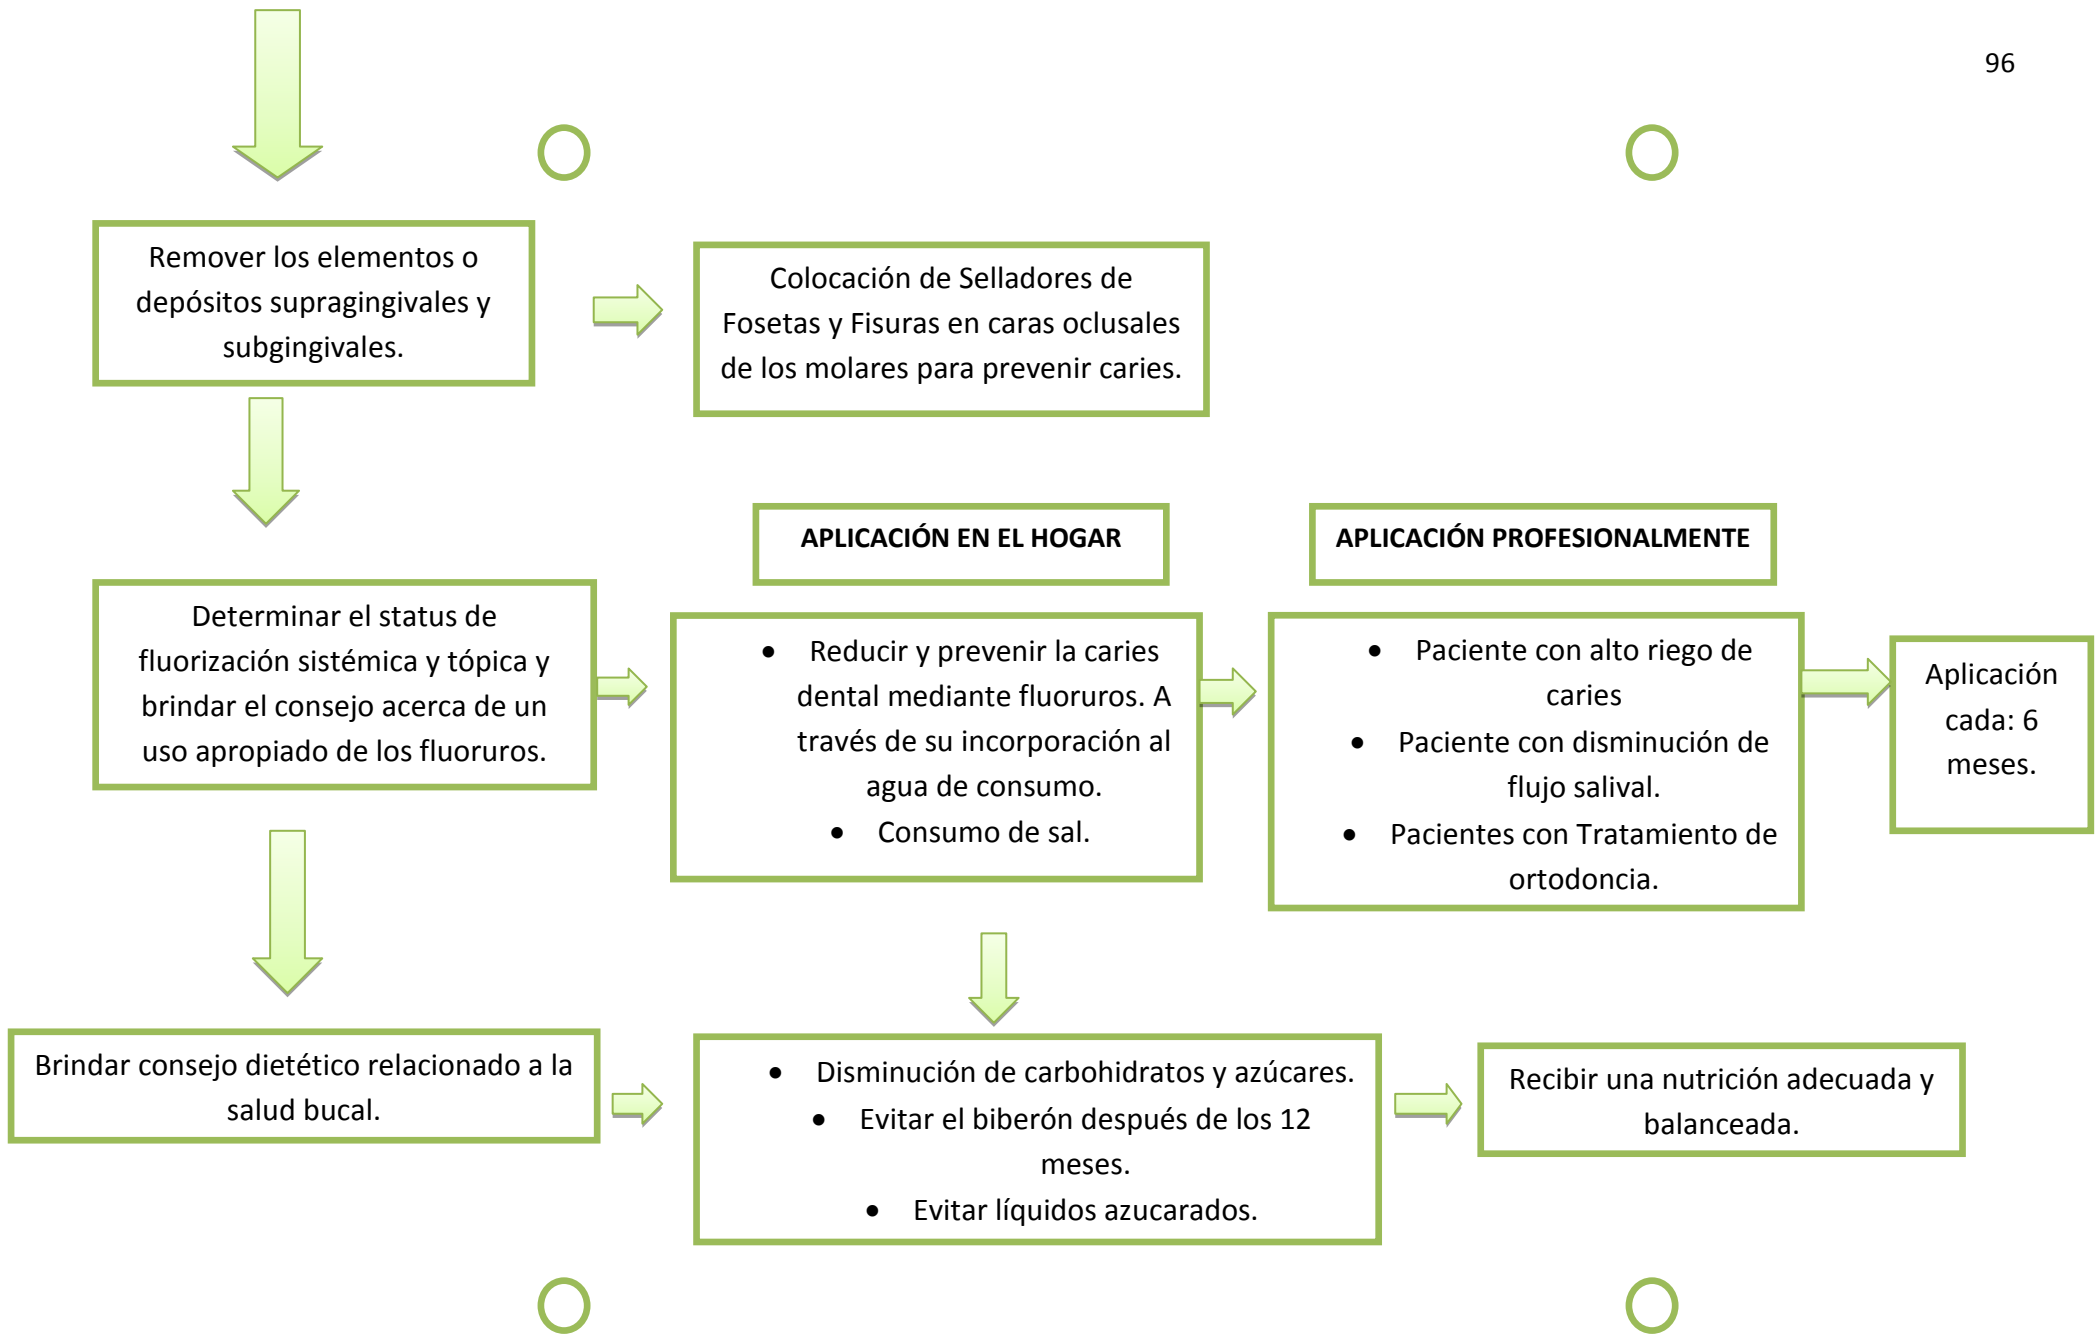 96
Remover los elementos o
depósitos supragingivales y
subgingivales.
Colocación de Selladores de
Fosetas y Fisuras en caras oclusales
de los molares para prevenir caries.
APLICACIÓN EN EL HOGAR
APLICACIÓN PROFESIONALMENTE
Determinar el status de
fluorización sistémica y tópica y
brindar el consejo acerca de un
uso apropiado de los fluoruros.
• Reducir y prevenir la caries
dental mediante fluoruros. A
través de su incorporación al
agua de consumo.
• Consumo de sal.
• Paciente con alto riego de
caries
• Paciente con disminución de
flujo salival.
• Pacientes con Tratamiento de
ortodoncia.
Aplicación
cada: 6
meses.
Brindar consejo dietético relacionado a la
salud bucal.
• Disminución de carbohidratos y azúcares.
• Evitar el biberón después de los 12
meses.
• Evitar líquidos azucarados.
Recibir una nutrición adecuada y
balanceada.